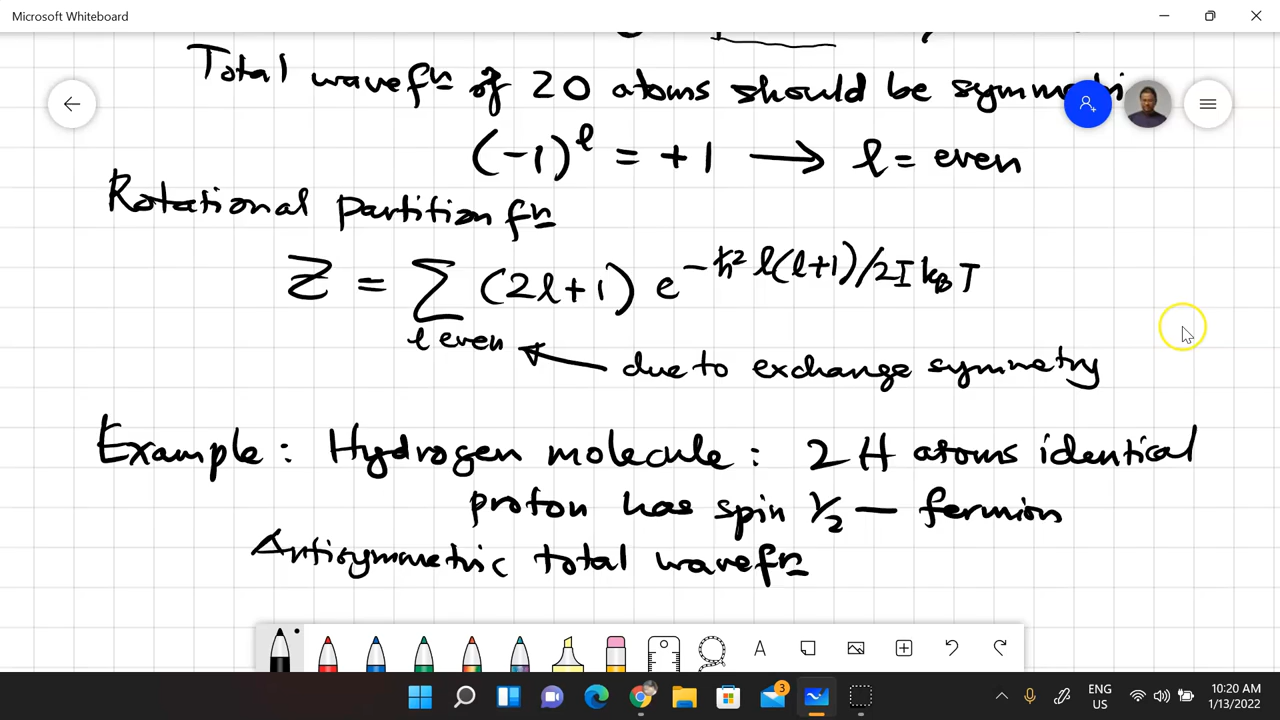 Microsoft Whiteboard
Total wavefn of 2O atoms should be symmetri
(-1)^l = +1 → l = even
Rotational partition fn
Z = Σ (2l+1) e^{-ħ² l(l+1)/2I k_B T}
l even
due to exchange symmetry
Example: Hydrogen molecule: 2 H atoms identical
proton has spin 1/2 — fermion
Antisymmetric total wavefn
A
3
ENG
US
10:20 AM
1/13/2022